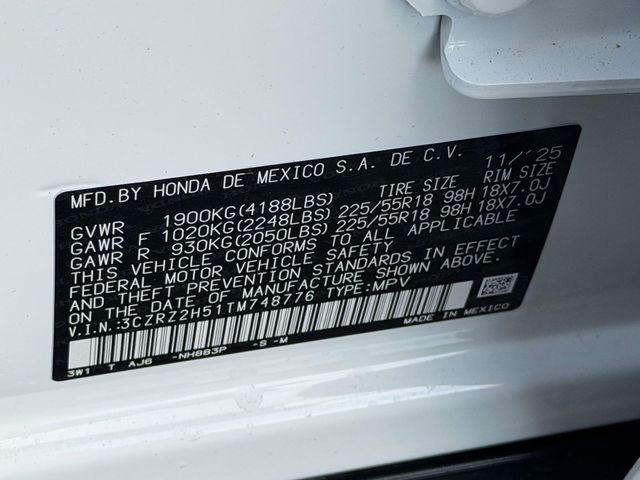 MFD. BY HONDA DE MEXICO S.A. DE C.V. 11/'25
TIRE SIZE RIM SIZE
GVWR 1900KG(4188LBS)
GAWR F 1020KG(2248LBS) 225/55R18 98H 18X7.0J
GAWR R 930KG(2050LBS) 225/55R18 98H 18X7.0J
THIS VEHICLE CONFORMS TO ALL APPLICABLE
FEDERAL MOTOR VEHICLE SAFETY
AND THEFT PREVENTION STANDARDS IN EFFECT
ON THE DATE OF MANUFACTURE SHOWN ABOVE.
V.I.N.:3CZRZ2H51TM748776 TYPE:MPV
3W1 T AJ6 -NH883P -S -M